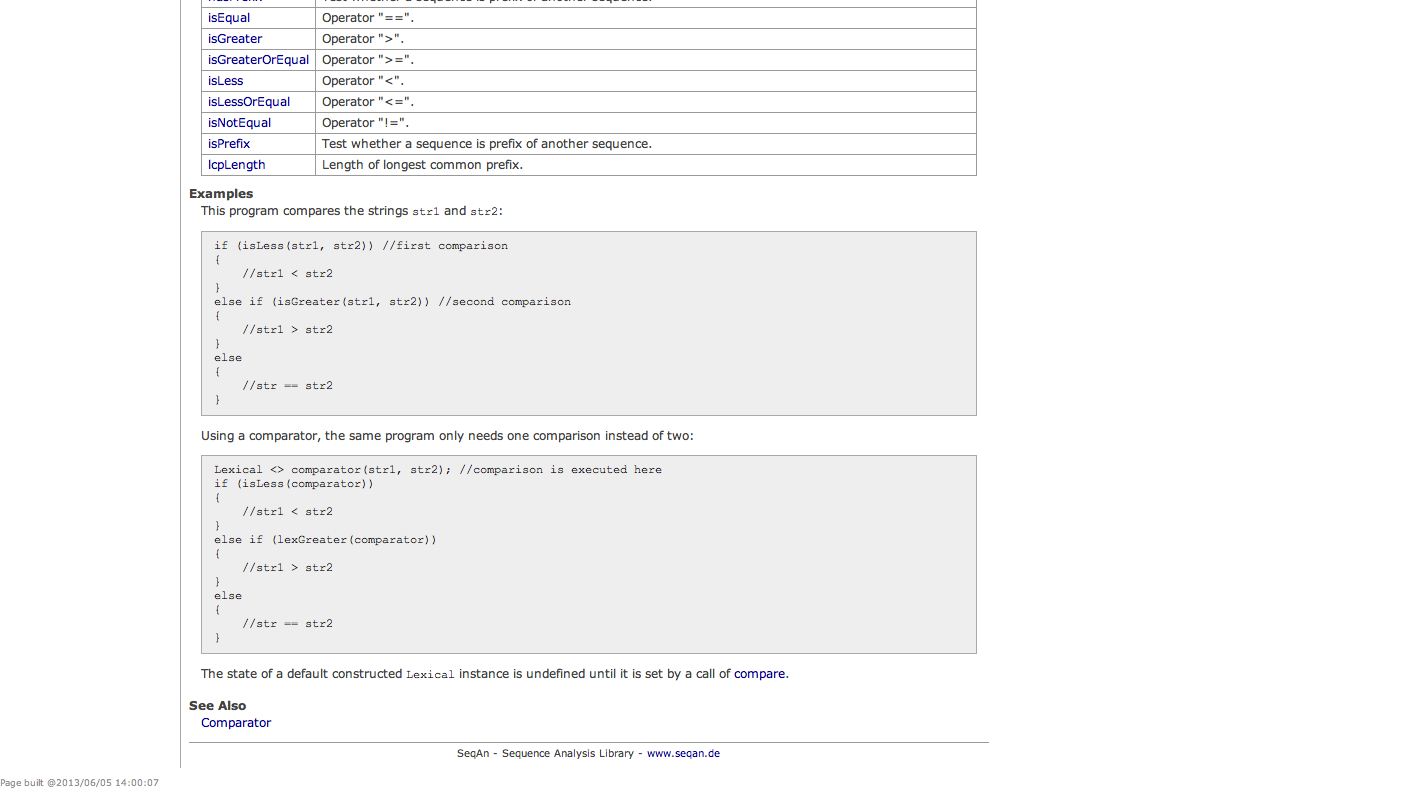 isEqual Operator "==".
isGreater Operator ">".
isGreaterOrEqual Operator ">=".
isLess Operator "<".
isLessOrEqual Operator "<=".
isNotEqual Operator "!=".
isPrefix Test whether a sequence is prefix of another sequence.
lcpLength Length of longest common prefix.
Examples
This program compares the strings str1 and str2:
if (isLess(str1, str2)) //first comparison
{
    //str1 < str2
}
else if (isGreater(str1, str2)) //second comparison
{
    //str1 > str2
}
else
{
    //str == str2
}
Using a comparator, the same program only needs one comparison instead of two:
Lexical <> comparator(str1, str2); //comparison is executed here
if (isLess(comparator))
{
    //str1 < str2
}
else if (lexGreater(comparator))
{
    //str1 > str2
}
else
{
    //str == str2
}
The state of a default constructed Lexical instance is undefined until it is set by a call of compare.
See Also
Comparator
SeqAn - Sequence Analysis Library - www.seqan.de
Page built @2013/06/05 14:00:07